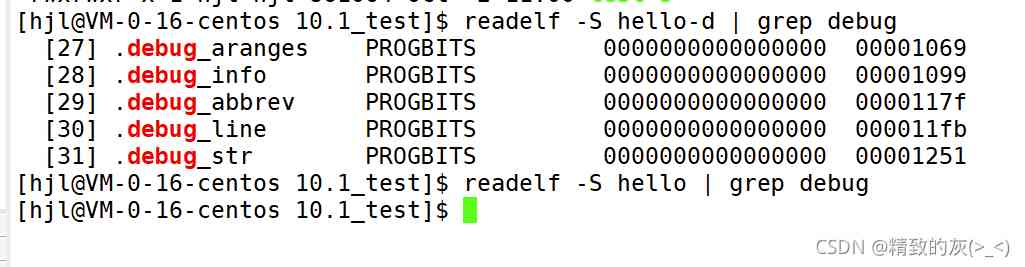 [hjl@VM-0-16-centos 10.1_test]$ readelf -S hello-d | grep debug
  [27] .debug_aranges    PROGBITS         0000000000000000  00001069
  [28] .debug_info       PROGBITS         0000000000000000  00001099
  [29] .debug_abbrev     PROGBITS         0000000000000000  0000117f
  [30] .debug_line       PROGBITS         0000000000000000  000011fb
  [31] .debug_str        PROGBITS         0000000000000000  00001251
[hjl@VM-0-16-centos 10.1_test]$ readelf -S hello | grep debug
[hjl@VM-0-16-centos 10.1_test]$
CSDN @精致的灰(>_<)